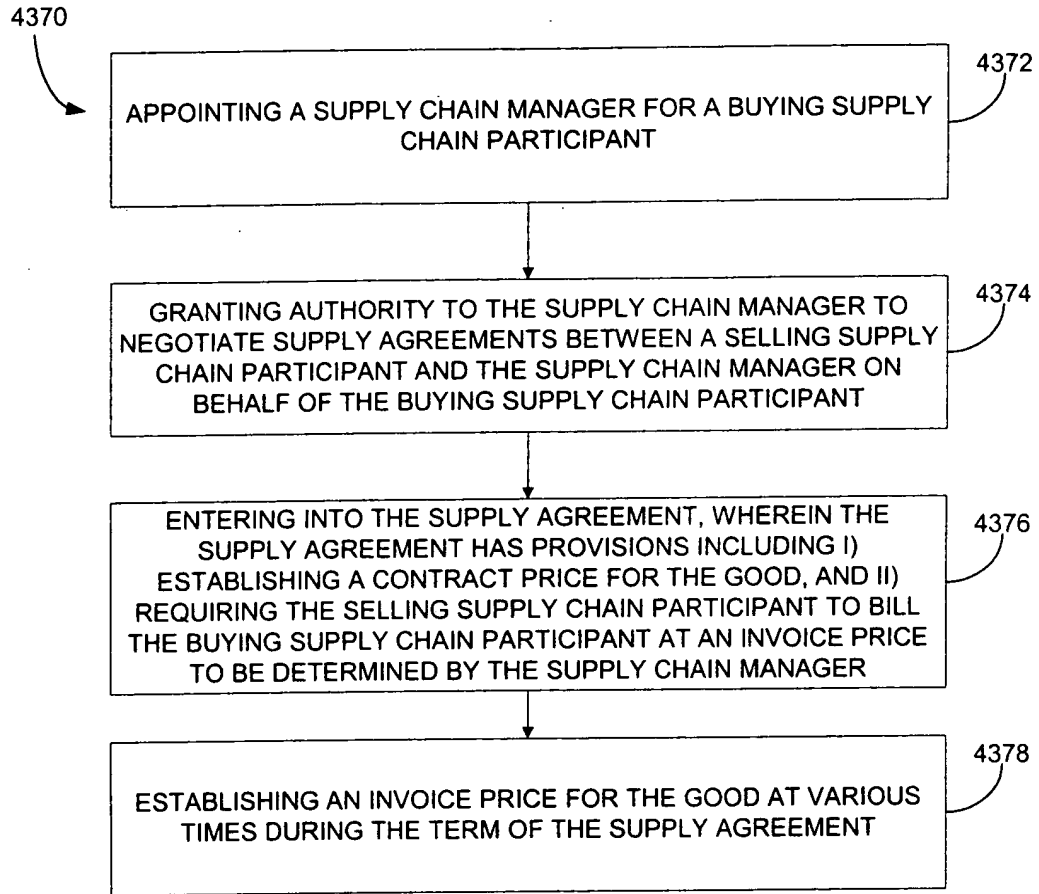 4370
4372
APPOINTING A SUPPLY CHAIN MANAGER FOR A BUYING SUPPLY
CHAIN PARTICIPANT
4374
GRANTING AUTHORITY TO THE SUPPLY CHAIN MANAGER TO
NEGOTIATE SUPPLY AGREEMENTS BETWEEN A SELLING SUPPLY
CHAIN PARTICIPANT AND THE SUPPLY CHAIN MANAGER ON
BEHALF OF THE BUYING SUPPLY CHAIN PARTICIPANT
4376
ENTERING INTO THE SUPPLY AGREEMENT, WHEREIN THE
SUPPLY AGREEMENT HAS PROVISIONS INCLUDING I)
ESTABLISHING A CONTRACT PRICE FOR THE GOOD, AND II)
REQUIRING THE SELLING SUPPLY CHAIN PARTICIPANT TO BILL
THE BUYING SUPPLY CHAIN PARTICIPANT AT AN INVOICE PRICE
TO BE DETERMINED BY THE SUPPLY CHAIN MANAGER
4378
ESTABLISHING AN INVOICE PRICE FOR THE GOOD AT VARIOUS
TIMES DURING THE TERM OF THE SUPPLY AGREEMENT